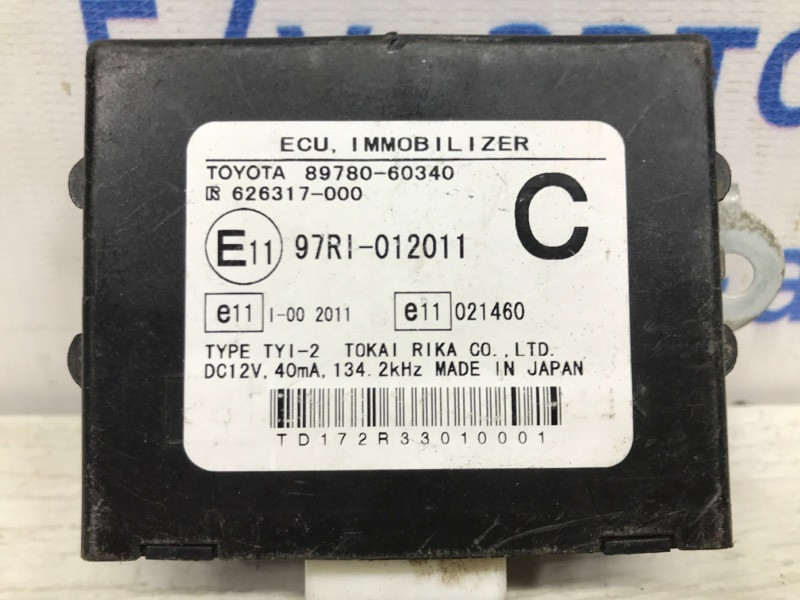 ECU, IMMOBILIZER
TOYOTA 89780-60340
626317-000
C
E11 97RI-012011
e11 I-00 2011 e11 021460
TYPE TYI-2 TOKAI RIKA CO., LTD.
DC12V, 40mA, 134.2kHz MADE IN JAPAN
TD172R33010001